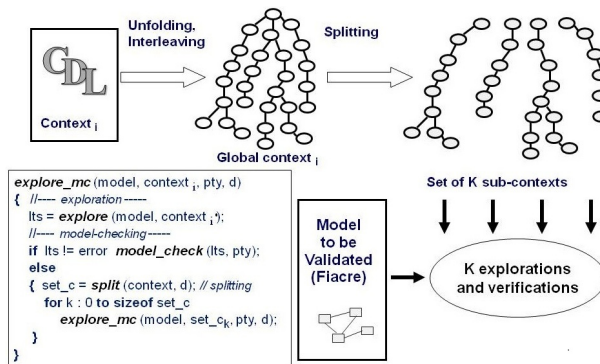 Unfolding,
Interleaving
Splitting
CDL
Context i
Global context i
Set of K sub-contexts
explore_mc (model, context i, pty, d)
{ //---- exploration -----
lts = explore (model, context i);
//---- model-checking-----
if lts != error model_check (lts, pty);
else
{ set_c = split (context, d); // splitting
for k : 0 to sizeof set_c
explore_mc (model, set_ck, pty, d);
}
}
Model
to be
Validated
(Fiacre)
K explorations
and verifications